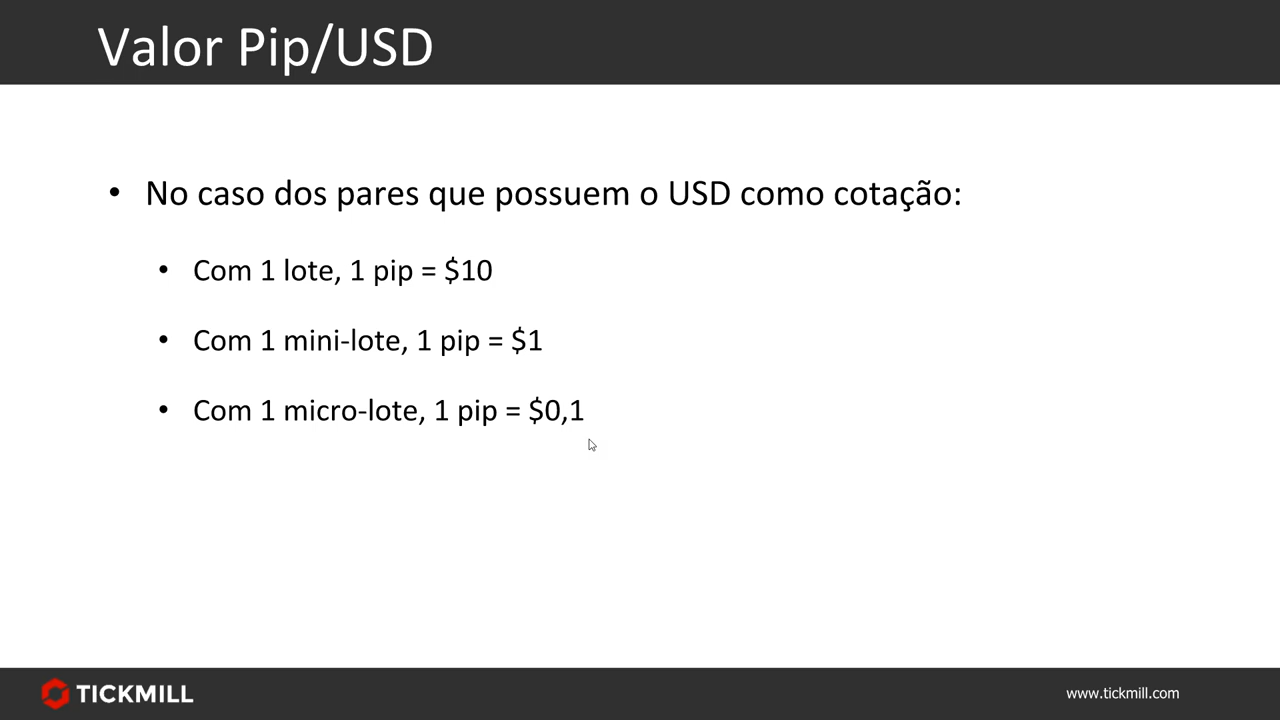 Valor Pip/USD
• No caso dos pares que possuem o USD como cotação:
• Com 1 lote, 1 pip = $10
• Com 1 mini-lote, 1 pip = $1
• Com 1 micro-lote, 1 pip = $0,1
TICKMILL
www.tickmill.com